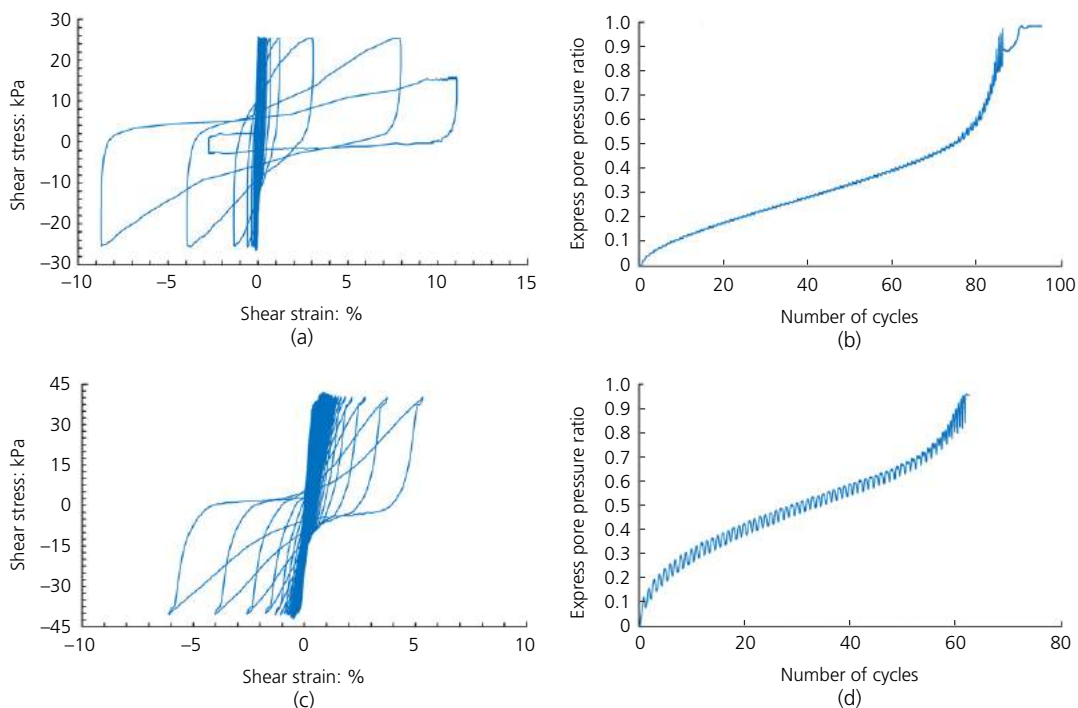 30
20
10
0
−10
−20
−30
Shear stress: kPa
−10 −5 0 5 10 15
Shear strain: %
(a)
1.0
0.9
0.8
0.7
0.6
0.5
0.4
0.3
0.2
0.1
0
Express pore pressure ratio
0 20 40 60 80 100
Number of cycles
(b)
45
30
15
0
−15
−30
−45
Shear stress: kPa
−10 −5 0 5 10
Shear strain: %
(c)
1.0
0.9
0.8
0.7
0.6
0.5
0.4
0.3
0.2
0.1
0
Express pore pressure ratio
0 20 40 60 80
Number of cycles
(d)